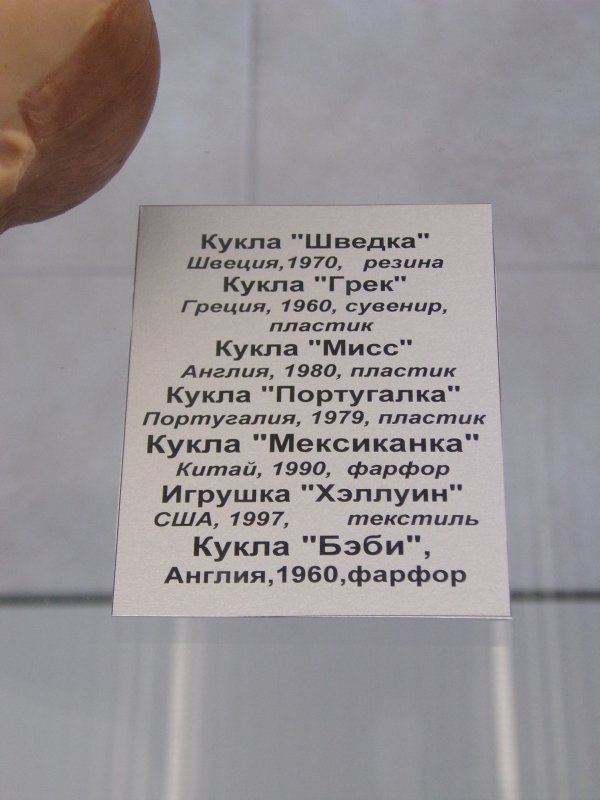 Кукла "Шведка"
Швеция,1970, резина
Кукла "Грек"
Греция, 1960, сувенир,
пластик
Кукла "Мисс"
Англия, 1980, пластик
Кукла "Португалка"
Португалия, 1979, пластик
Кукла "Мексиканка"
Китай, 1990, фарфор
Игрушка "Хэллуин"
США, 1997, текстиль
Кукла "Бэби",
Англия,1960,фарфор